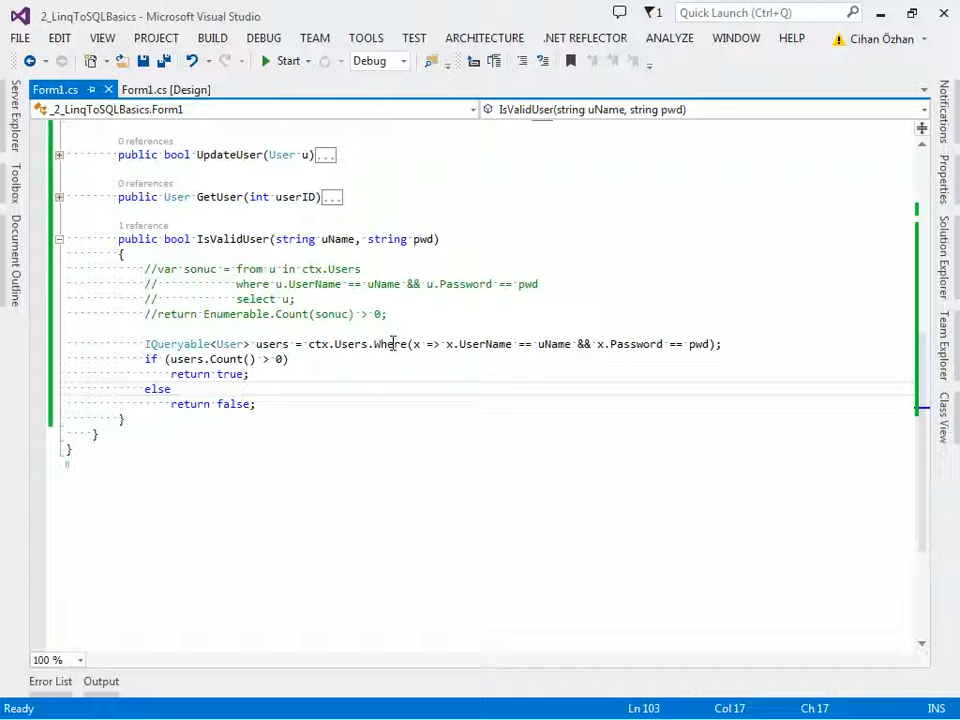 2_LinqToSQLBasics - Microsoft Visual Studio
1
Quick Launch (Ctrl+Q)
FILE EDIT VIEW PROJECT BUILD DEBUG TEAM TOOLS TEST ARCHITECTURE .NET REFLECTOR ANALYZE WINDOW HELP Cihan Özhan
Start Debug
Form1.cs Form1.cs [Design]
_2_LinqToSQLBasics.Form1 IsValidUser(string uName, string pwd)
Server Explorer
Toolbox
Document Outline
0 references
public bool UpdateUser(User u)...
0 references
public User GetUser(int userID)...
1 reference
public bool IsValidUser(string uName, string pwd)
{
//var sonuc = from u in ctx.Users
// where u.UserName == uName && u.Password == pwd
// select u;
//return Enumerable.Count(sonuc) > 0;
IQueryable<User> users = ctx.Users.Where(x => x.UserName == uName && x.Password == pwd);
if (users.Count() > 0)
return true;
else
return false;
}
}
}
Notifications
Properties
Solution Explorer
Team Explorer
Class View
100 %
Error List Output
Ready Ln 103 Col 17 Ch 17 INS